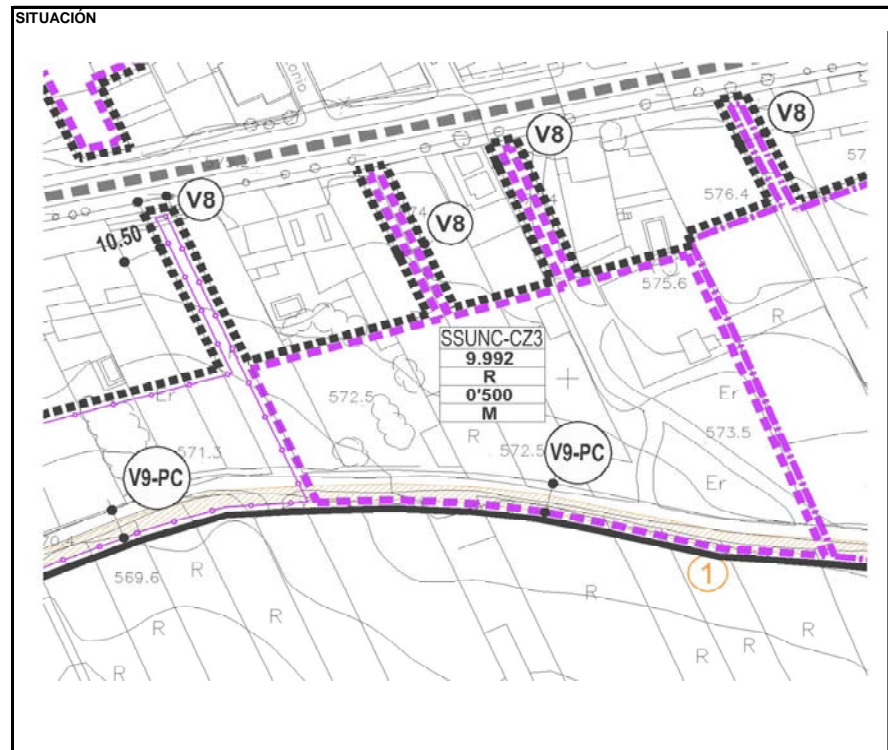 SITUACIÓN
onio
V8
V8
V8
V8
10.50
576.4
575.6
R
SSUNC-CZ3
9.992
R
0'500
M
572.5
Er
Er
573.5
571.3
R
572.5
V9-PC
V9-PC
Er
569.6
R
1
R
R
R
R
R
R
R